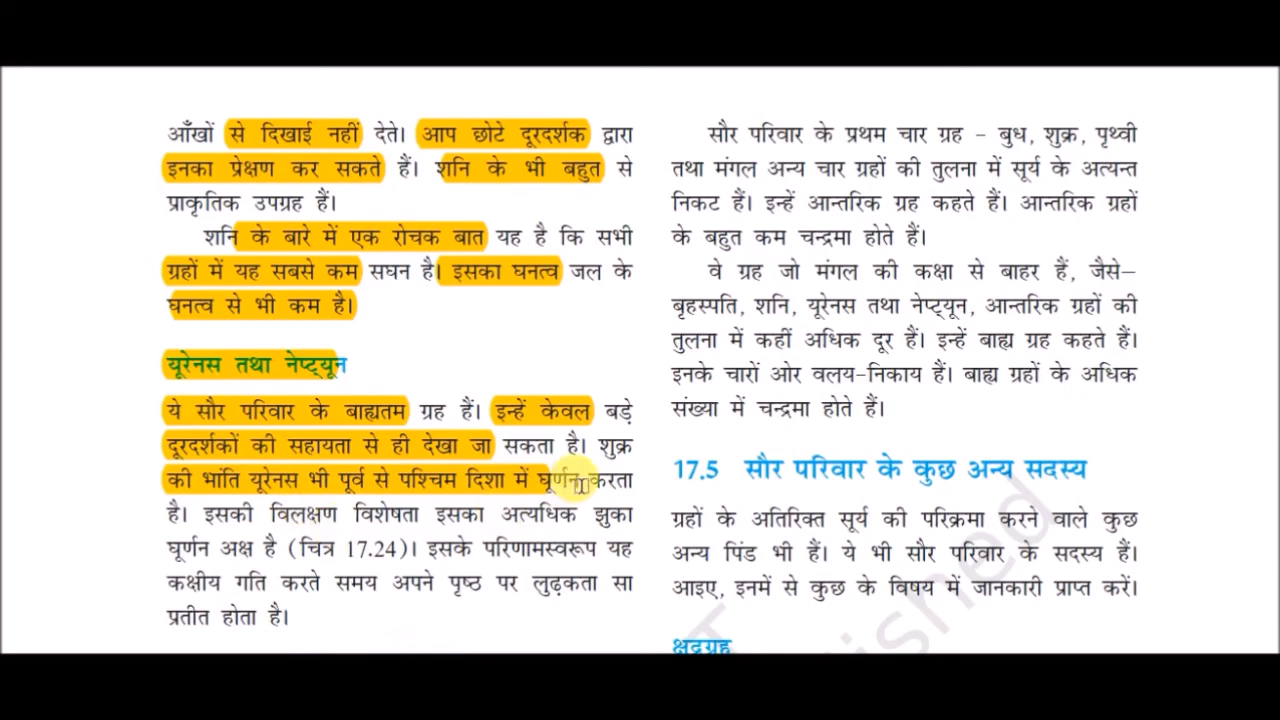 आँखों से दिखाई नहीं देते। आप छोटे दूरदर्शक द्वारा
इनका प्रेक्षण कर सकते हैं। शनि के भी बहुत से
प्राकृतिक उपग्रह हैं।
शनि के बारे में एक रोचक बात यह है कि सभी
ग्रहों में यह सबसे कम सघन है। इसका घनत्व जल के
घनत्व से भी कम है।
यूरेनस तथा नेप्ट्यून
ये सौर परिवार के बाह्यतम ग्रह हैं। इन्हें केवल बड़े
दूरदर्शकों की सहायता से ही देखा जा सकता है। शुक्र
की भांति यूरेनस भी पूर्व से पश्चिम दिशा में घूर्णन करता
है। इसकी विलक्षण विशेषता इसका अत्यधिक झुका
घूर्णन अक्ष है (चित्र 17.24)। इसके परिणामस्वरूप यह
कक्षीय गति करते समय अपने पृष्ठ पर लुढ़कता सा
प्रतीत होता है।
सौर परिवार के प्रथम चार ग्रह – बुध, शुक्र, पृथ्वी
तथा मंगल अन्य चार ग्रहों की तुलना में सूर्य के अत्यन्त
निकट हैं। इन्हें आन्तरिक ग्रह कहते हैं। आन्तरिक ग्रहों
के बहुत कम चन्द्रमा होते हैं।
वे ग्रह जो मंगल की कक्षा से बाहर हैं, जैसे–
बृहस्पति, शनि, यूरेनस तथा नेप्ट्यून, आन्तरिक ग्रहों की
तुलना में कहीं अधिक दूर हैं। इन्हें बाह्य ग्रह कहते हैं।
इनके चारों ओर वलय-निकाय हैं। बाह्य ग्रहों के अधिक
संख्या में चन्द्रमा होते हैं।
17.5 सौर परिवार के कुछ अन्य सदस्य
ग्रहों के अतिरिक्त सूर्य की परिक्रमा करने वाले कुछ
अन्य पिंड भी हैं। ये भी सौर परिवार के सदस्य हैं।
आइए, इनमें से कुछ के विषय में जानकारी प्राप्त करें।
क्षुद्रग्रह